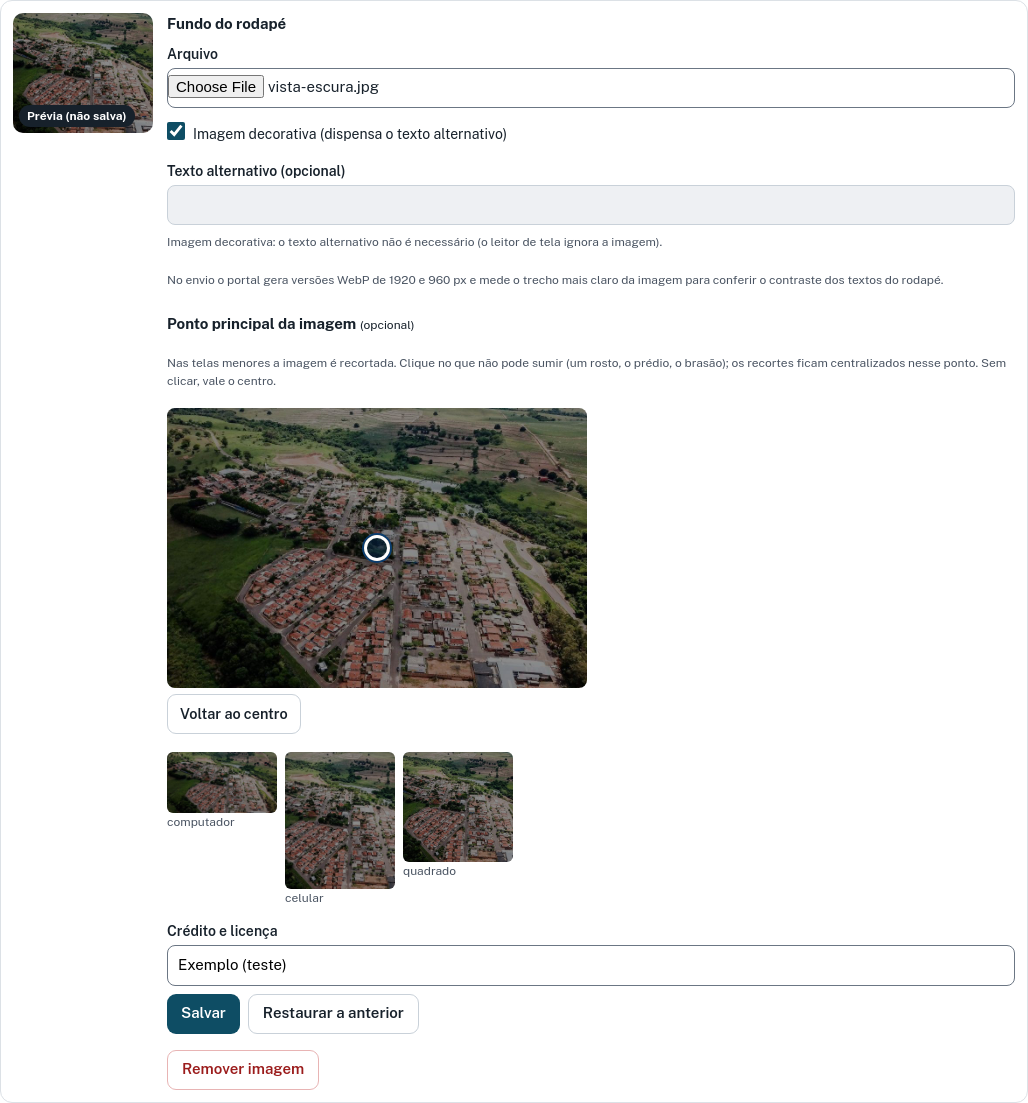 Fundo do rodapé
Arquivo
Choose File vista-escura.jpg
Prévia (não salva)
Imagem decorativa (dispensa o texto alternativo)
Texto alternativo (opcional)
Imagem decorativa: o texto alternativo não é necessário (o leitor de tela ignora a imagem).
No envio o portal gera versões WebP de 1920 e 960 px e mede o trecho mais claro da imagem para conferir o contraste dos textos do rodapé.
Ponto principal da imagem (opcional)
Nas telas menores a imagem é recortada. Clique no que não pode sumir (um rosto, o prédio, o brasão); os recortes ficam centralizados nesse ponto. Sem
clicar, vale o centro.
Voltar ao centro
computador
quadrado
celular
Crédito e licença
Exemplo (teste)
Salvar
Restaurar a anterior
Remover imagem